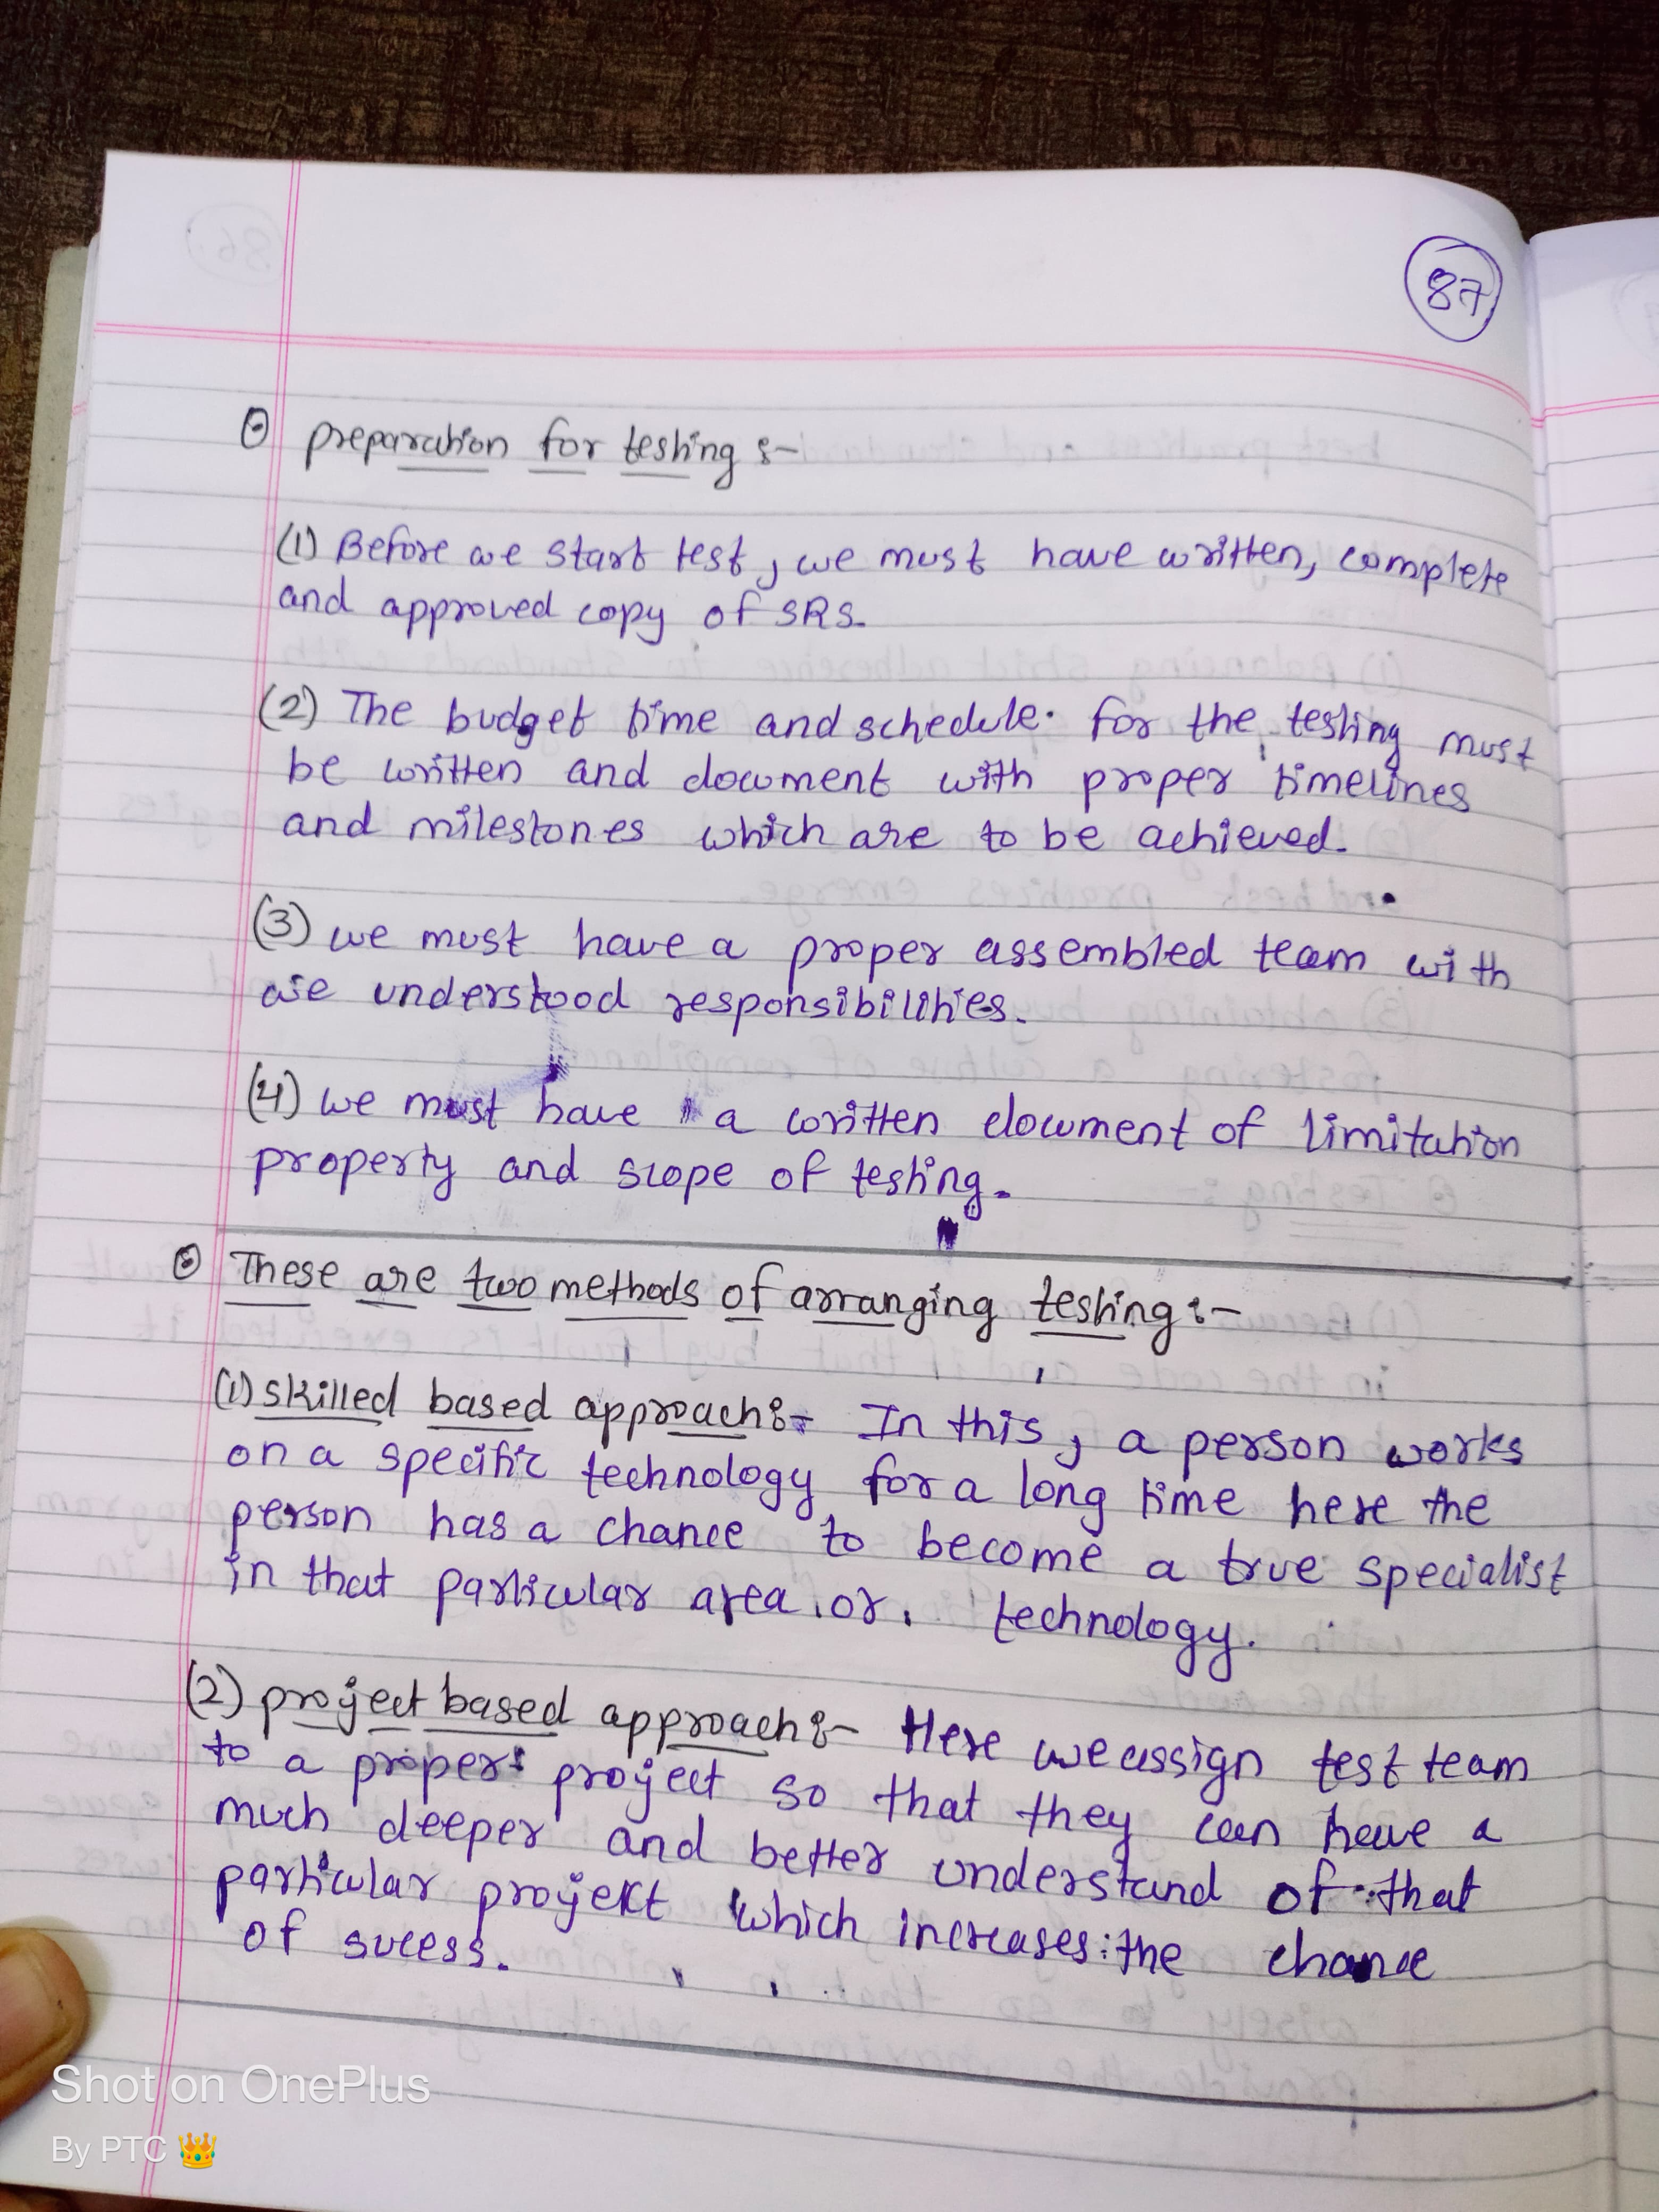 87
preparation for testing :-
(1) Before we start test, we must have written, complete
and approved copy of SRS.
(2) The budget time and schedule. for the testing must
be written and document with proper timelines
and milestones which are to be achieved.
(3) we must have a proper assembled team with
understood responsibilities.
(4) we must have a written document of limitation
property and scope of testing.
These are two methods of arranging testing :-
(1) skilled based approach :- In this, a person works
on a specific technology for a long time here the
person has a chance to become a true specialist
in that particular area. or. technology.
(2) project based approach :- Here we assign test team
to a proper project so that they can have a
much deeper and better understand of that
particular project which increases the chance
of sucess.
Shot on OnePlus
By PTC